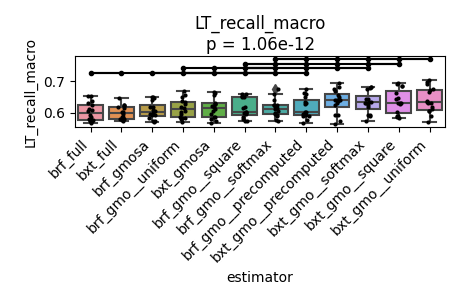 LT_recall_macro
p = 1.06e-12
LT_recall_macro
0.7
0.6
brf_full
bxt_full
brf_gmosa
brf_gmo__uniform
bxt_gmosa
brf_gmo__square
brf_gmo__softmax
brf_gmo__precomputed
bxt_gmo__precomputed
bxt_gmo__softmax
bxt_gmo__square
bxt_gmo__uniform
estimator